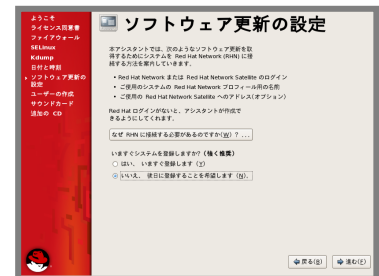 ようこそ
ライセンス同意書
ファイアウォール
SELinux
Kdump
日付と時刻
ソフトウェア更新の
設定
ユーザーの作成
サウンドカード
追加の CD
ソフトウェア更新の設定
本アシスタントでは、次のようなソフトウェア更新を取
得するためにシステムを Red Hat Network (RHN) に接
続する方法を案内していきます。
• Red Hat Network または Red Hat Network Satellite のログイン
• ご使用のシステムの Red Hat Network プロフィール用の名前
• ご使用の Red Hat Network Satellite へのアドレス(オプション)
Red Hat ログインがないと、アシスタントが作成で
きるようにしてくれます。
なぜ RHN に接続する必要があるのですか(W) ? ...
いますぐシステムを登録しますか? (強く推奨)
はい、 いますぐ登録します (Y)
いいえ、 後日に登録することを希望します (N)、
戻る(B)
進む(F)